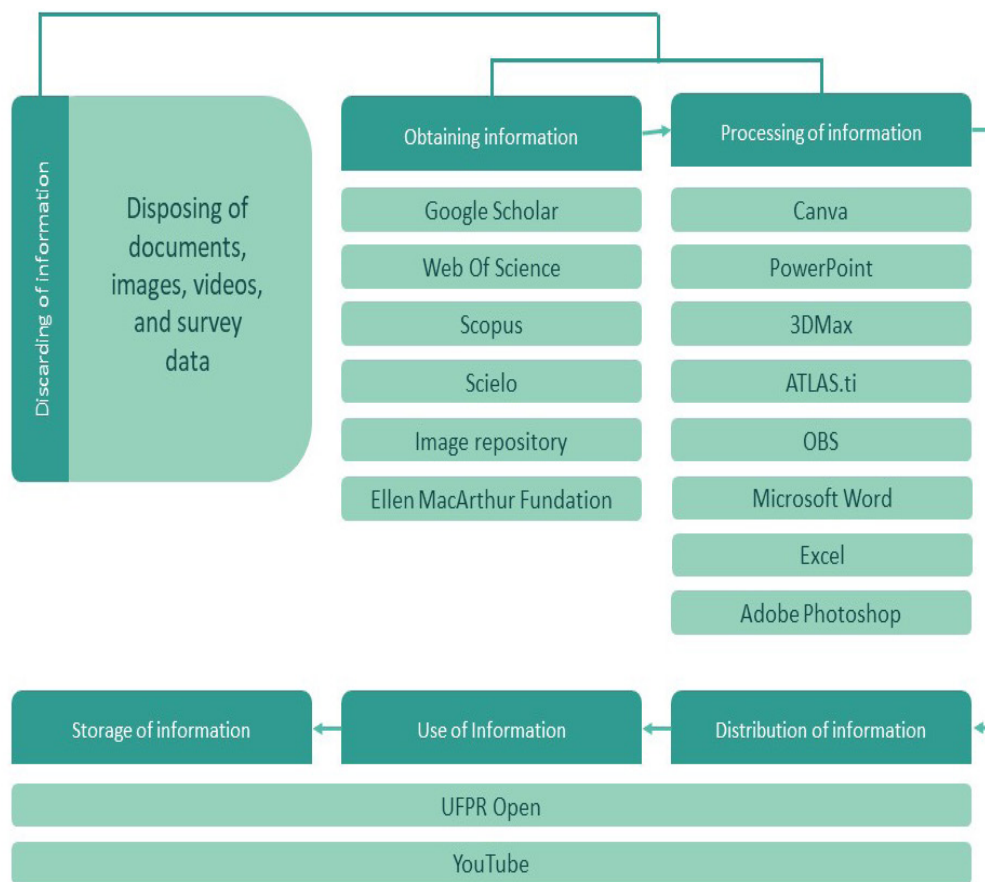 Discarding of information
Disposing of
documents,
images, videos,
and survey
data
Obtaining information
Google Scholar
Web Of Science
Scopus
Scielo
Image repository
Ellen MacArthur Fundation
Processing of information
Canva
PowerPoint
3DMax
ATLAS.ti
OBS
Microsoft Word
Excel
Adobe Photoshop
Storage of information
Use of Information
Distribution of information
UFPR Open
YouTube